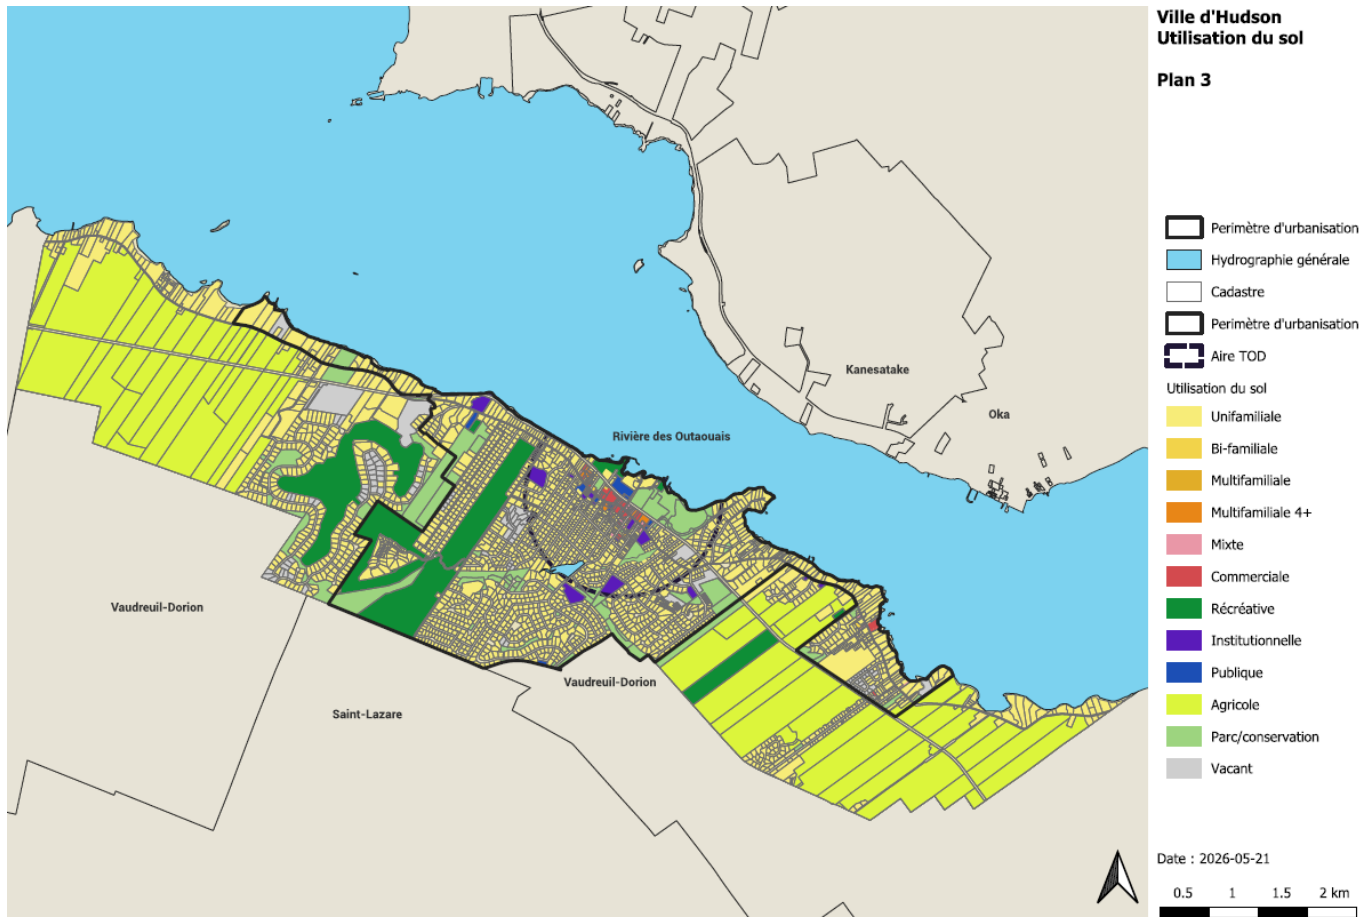 Ville d'Hudson
Utilisation du sol
Plan 3
Perimètre d'urbanisation
Hydrographie générale
Cadastre
Perimètre d'urbanisation
Aire TOD
Utilisation du sol
Unifamiliale
Bi-familiale
Multifamiliale
Multifamiliale 4+
Mixte
Commerciale
Récréative
Institutionnelle
Publique
Agricole
Parc/conservation
Vacant
Date : 2026-05-21
0.5 1 1.5 2 km
Kanesatake
Oka
Rivière des Outaouais
Vaudreuil-Dorion
Vaudreuil-Dorion
Saint-Lazare